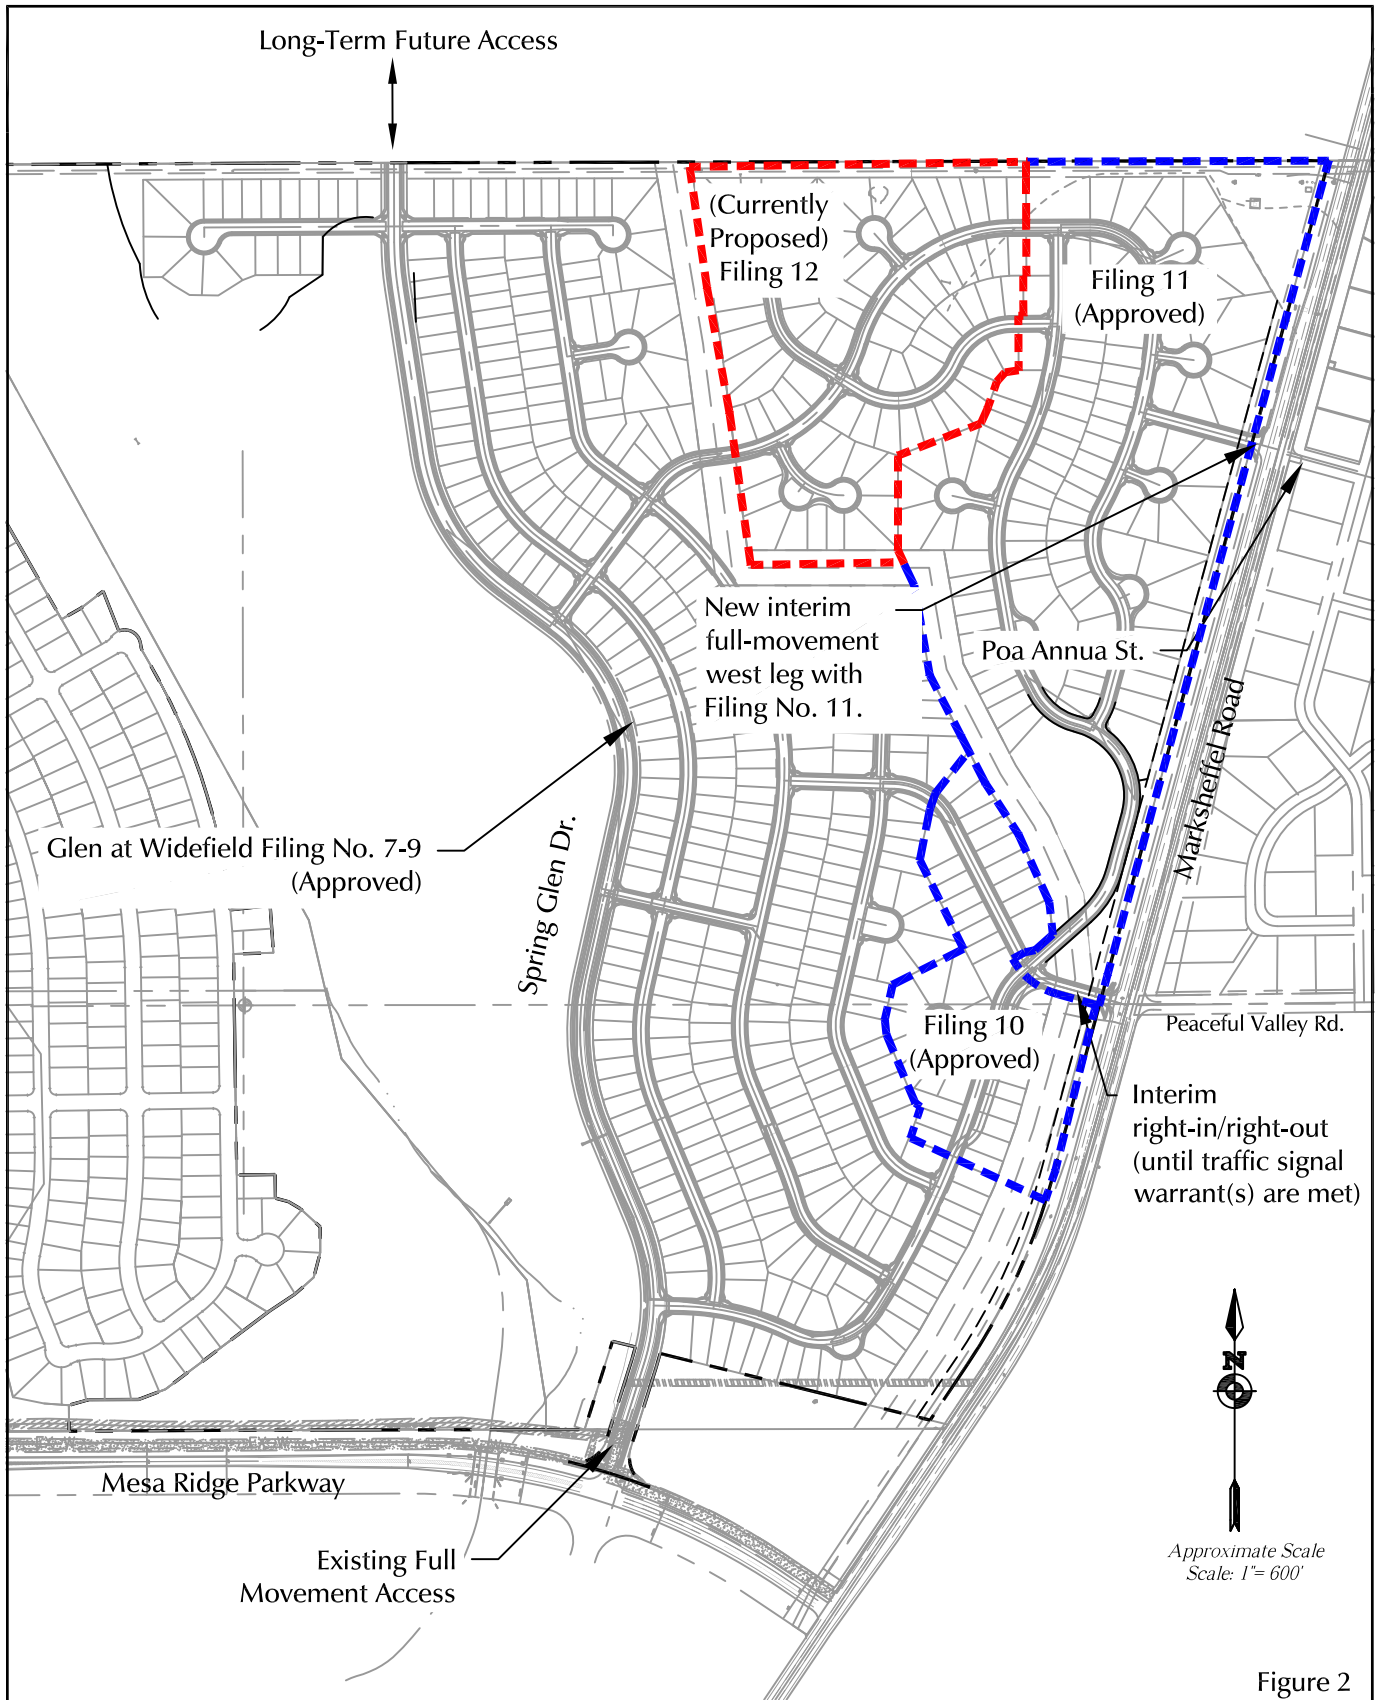 Long-Term Future Access
(Currently
Proposed)
Filing 12
Filing 11
(Approved)
New interim
full-movement
west leg with
Filing No. 11.
Poa Annua St.
Marksheffel Road
Glen at Widefield Filing No. 7-9
(Approved)
Spring Glen Dr.
Filing 10
(Approved)
Peaceful Valley Rd.
Interim
right-in/right-out
(until traffic signal
warrant(s) are met)
N
Mesa Ridge Parkway
Existing Full
Movement Access
Approximate Scale
Scale: 1"= 600'
Figure 2